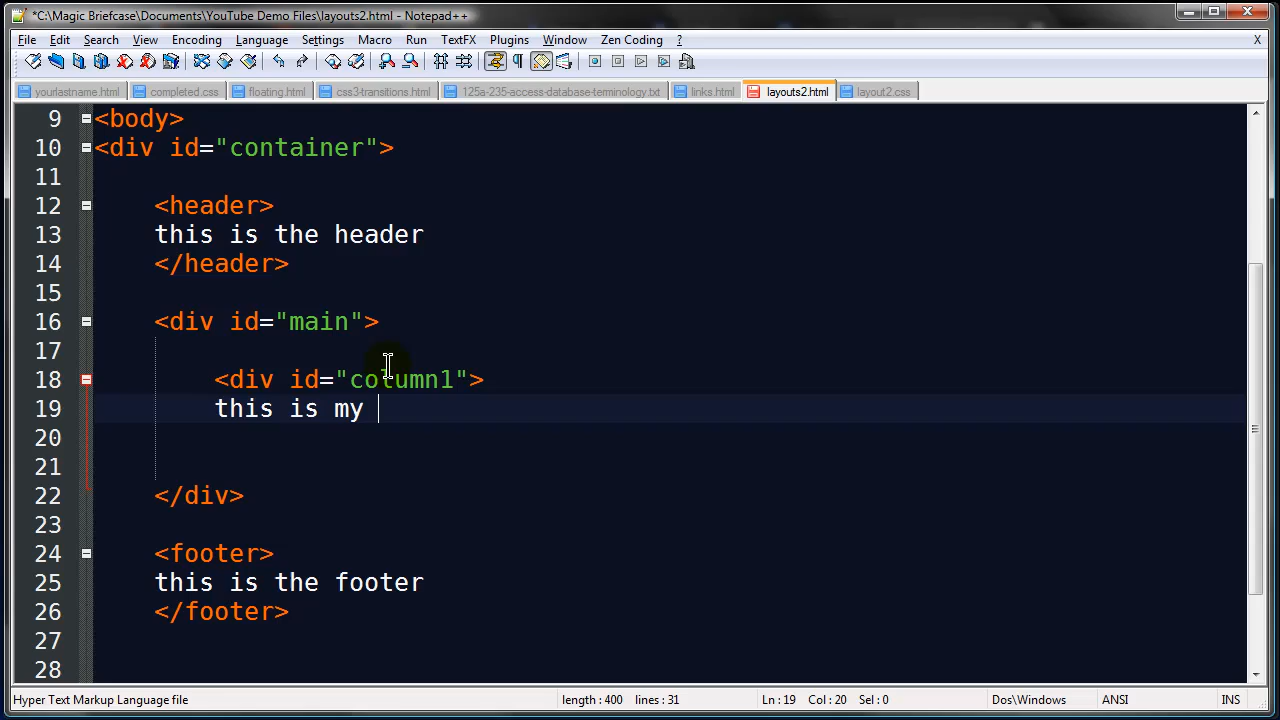 *C:\Magic Briefcase\Documents\YouTube Demo Files\layouts2.html - Notepad++
File Edit Search View Encoding Language Settings Macro Run TextFX Plugins Window Zen Coding ? X
yourlastname.html completed.css floating.html css3-transitions.html 125a-235-access-database-terminology.txt links.html layouts2.html layout2.css
9 <body>
10 <div id="container">
11
12 <header>
13 this is the header
14 </header>
15
16 <div id="main">
17
18 <div id="column1">
19 this is my
20
21
22 </div>
23
24 <footer>
25 this is the footer
26 </footer>
27
28
Hyper Text Markup Language file length : 400 lines : 31 Ln : 19 Col : 20 Sel : 0 Dos\Windows ANSI INS